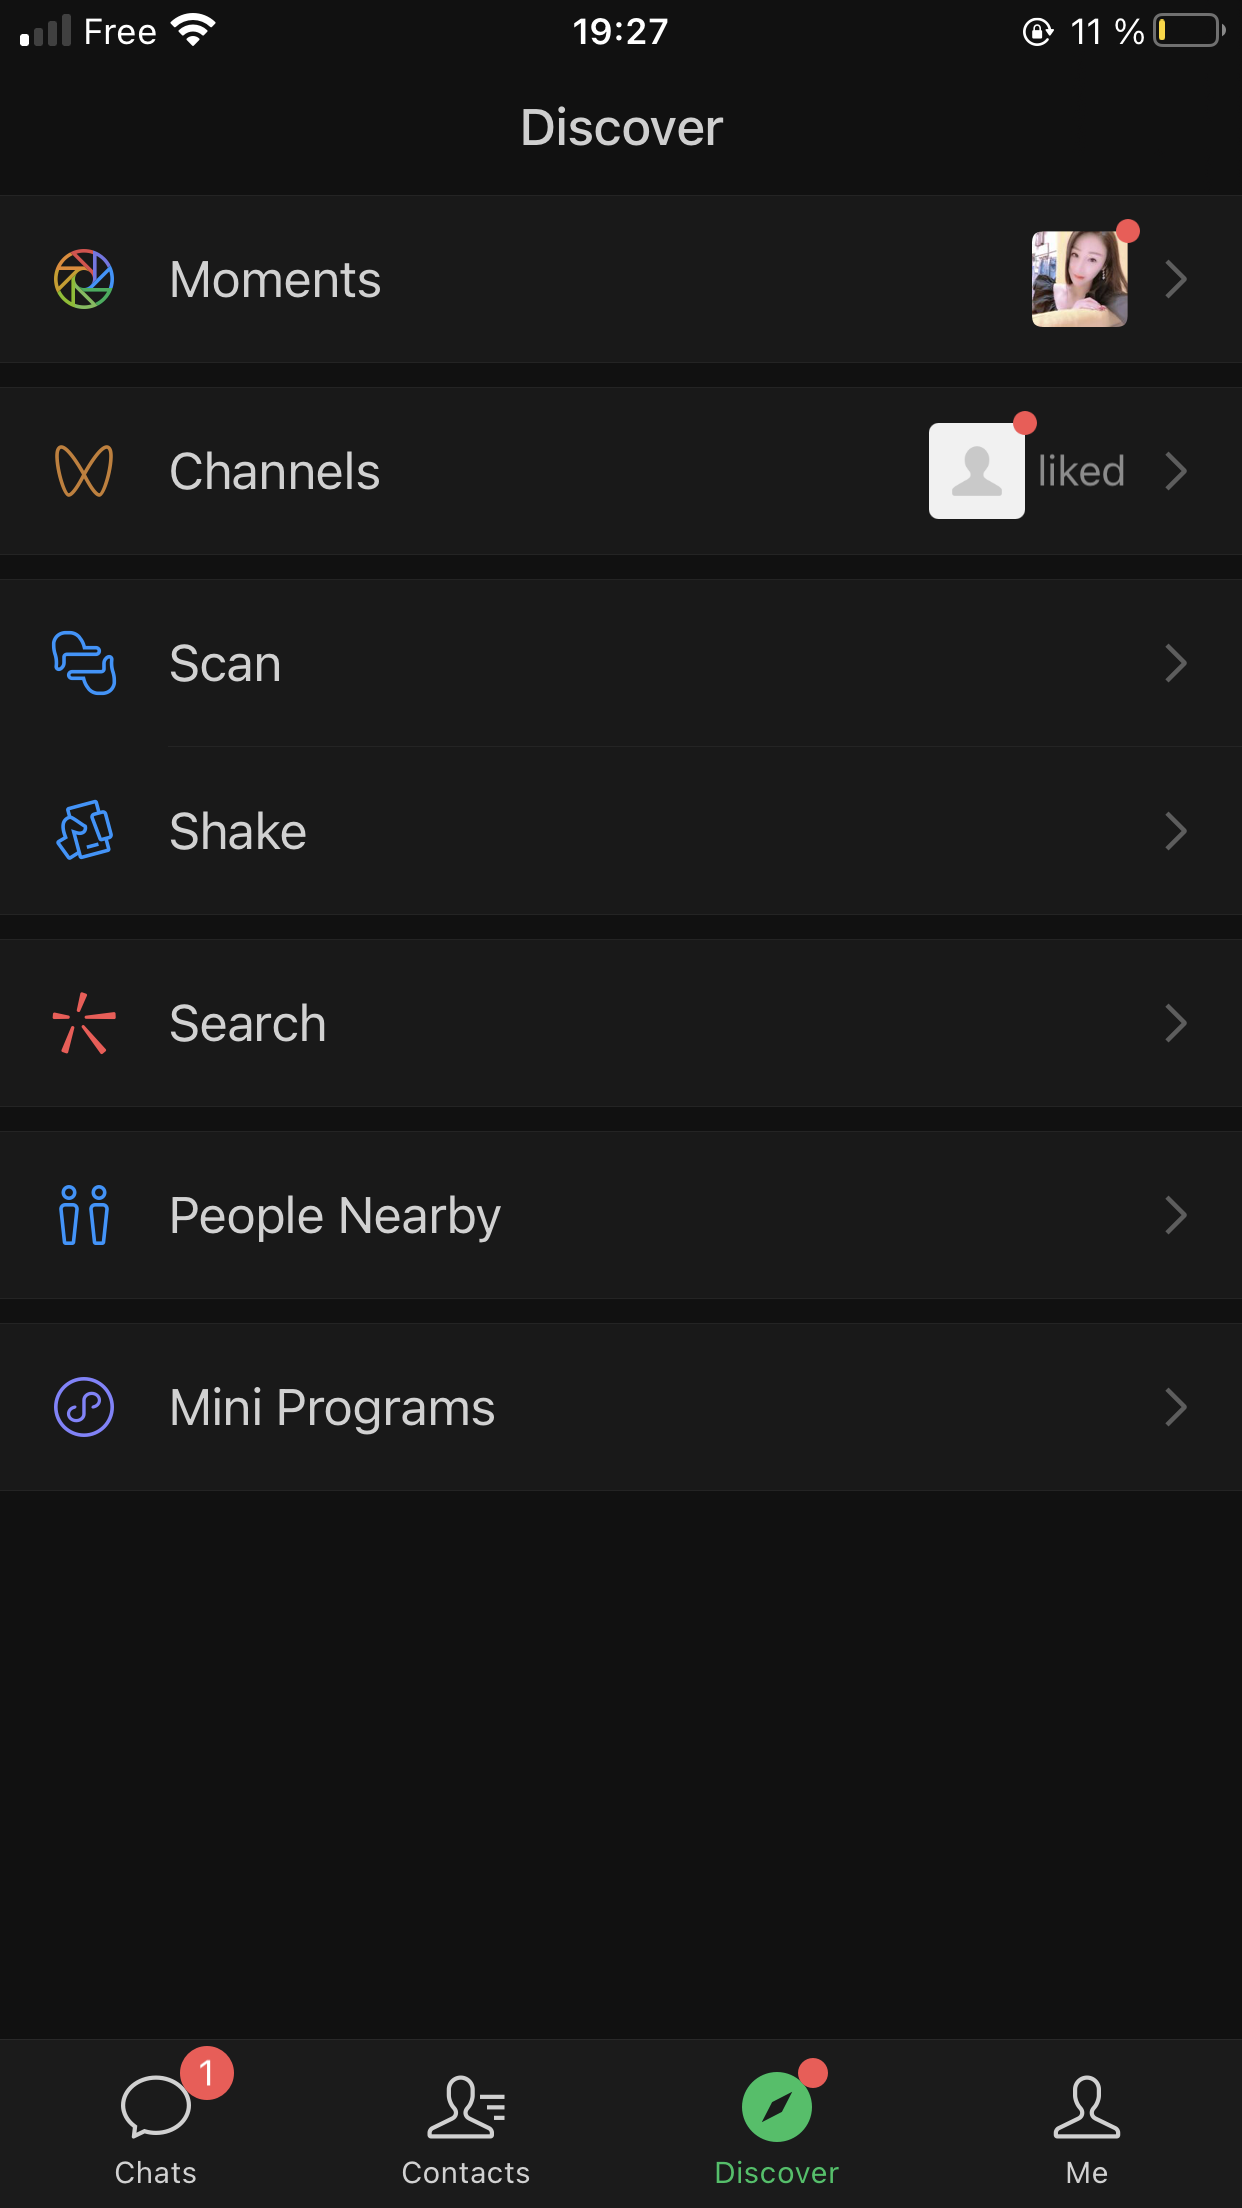 Free 19:27 11 %
Discover
Moments
Channels liked
Scan
Shake
Search
People Nearby
Mini Programs
1
Chats Contacts Discover Me